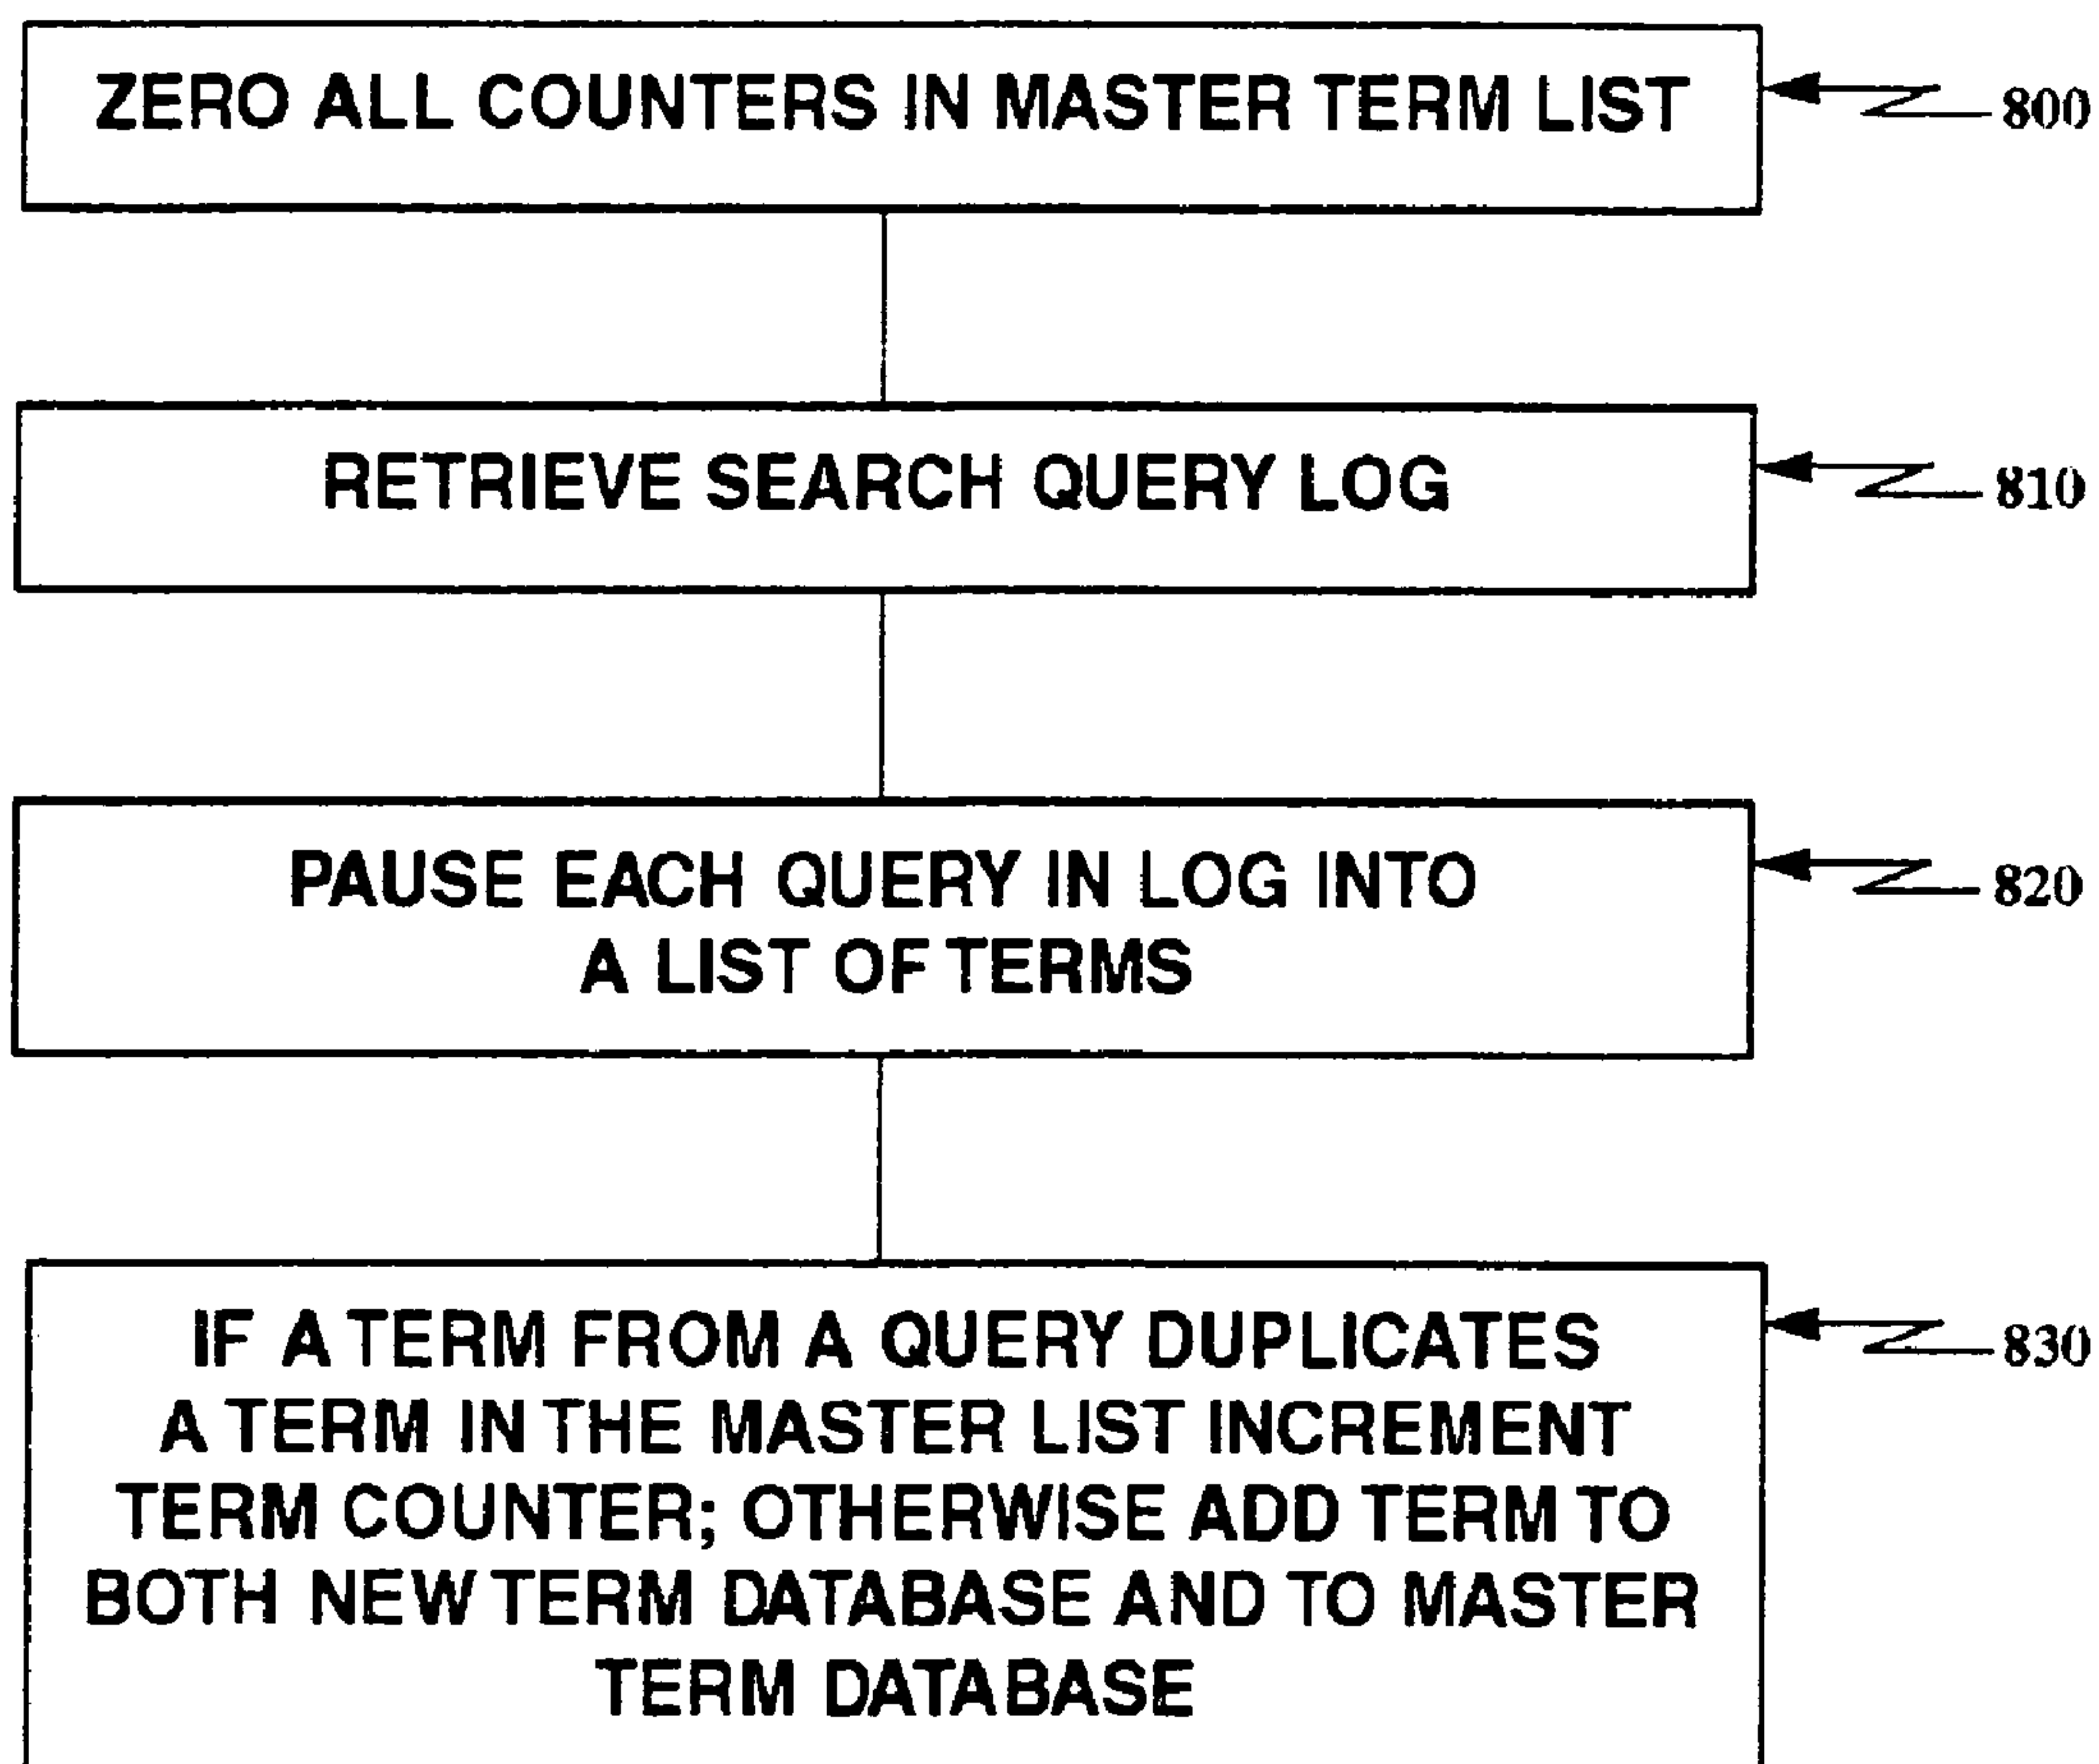 ZERO ALL COUNTERS IN MASTER TERM LIST
800
RETRIEVE SEARCH QUERY LOG
810
PAUSE EACH QUERY IN LOG INTO
A LIST OF TERMS
820
IF A TERM FROM A QUERY DUPLICATES
A TERM IN THE MASTER LIST INCREMENT
TERM COUNTER; OTHERWISE ADD TERM TO
BOTH NEW TERM DATABASE AND TO MASTER
TERM DATABASE
830